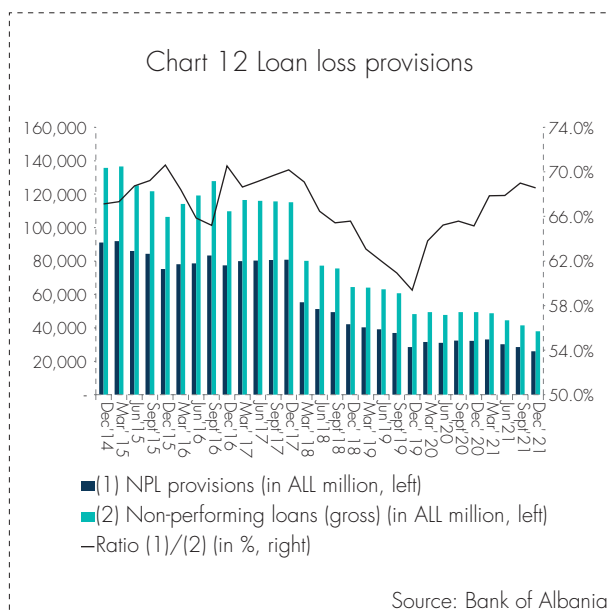 Chart 12 Loan loss provisions
160,000
140,000
120,000
100,000
80,000
60,000
40,000
20,000
-
74.0%
70.0%
66.0%
62.0%
58.0%
54.0%
50.0%
Dec' 14
Mar' 15
Jun'15
Sept'15
Dec' 15
Mar' 16
Jun' 16
Sept' 16
Dec' 16
Mar' 17
Jun' 17
Sept'17
Dec' 17
Mar' 18
Jun' 18
Sept'18
Dec' 18
Mar' 19
Jun' 19
Sept'19
Dec' 19
Mar' 20
Jun'20
Sept'20
Dec' 20
Mar' 21
Jun'21
Sept'21
Dec' 21
(1) NPL provisions (in ALL million, left)
(2) Non-performing loans (gross) (in ALL million, left)
Ratio (1)/(2) (in %, right)
Source: Bank of Albania